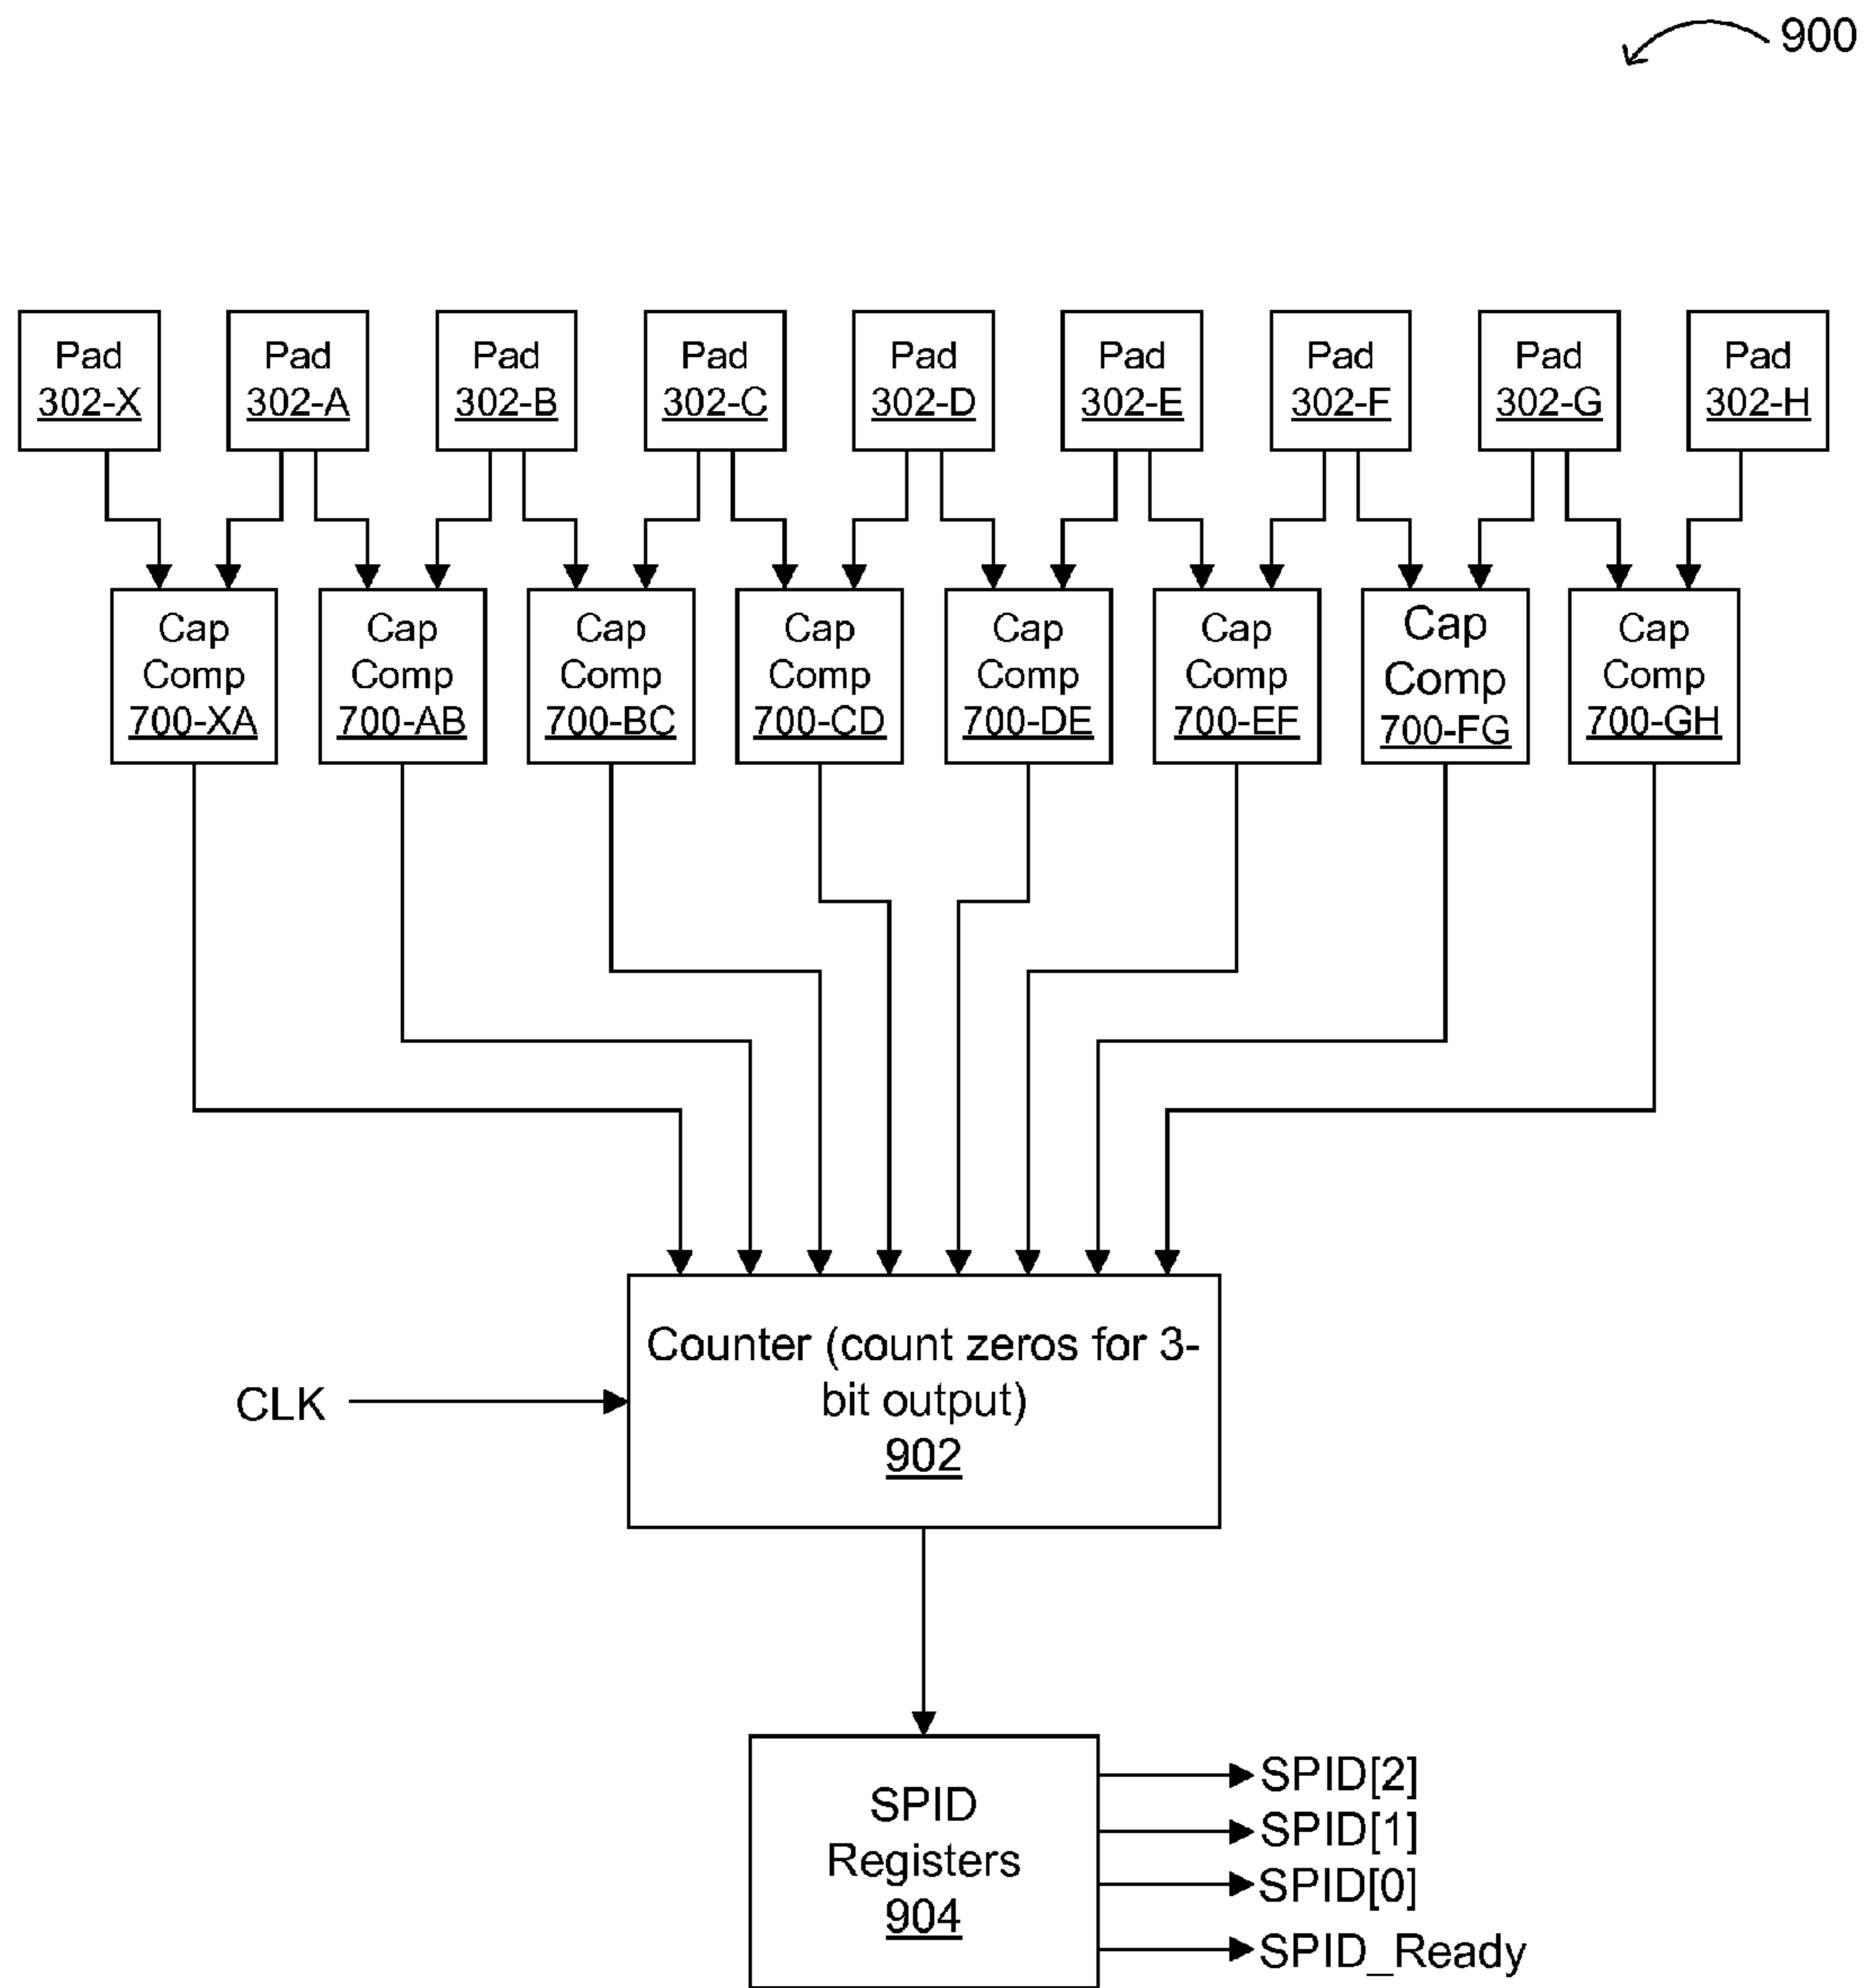 900
Pad
302-X
Pad
302-A
Pad
302-B
Pad
302-C
Pad
302-D
Pad
302-E
Pad
302-F
Pad
302-G
Pad
302-H
Cap
Comp
700-XA
Cap
Comp
700-AB
Cap
Comp
700-BC
Cap
Comp
700-CD
Cap
Comp
700-DE
Cap
Comp
700-EF
Cap
Comp
700-FG
Cap
Comp
700-GH
CLK
Counter (count zeros for 3-
bit output)
902
SPID
Registers
904
SPID[2]
SPID[1]
SPID[0]
SPID_Ready